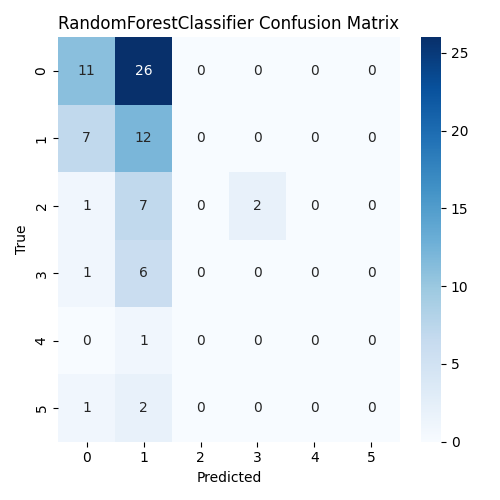 RandomForestClassifier Confusion Matrix
0 11 26 0 0 0 0
1 7 12 0 0 0 0
2 1 7 0 2 0 0
3 1 6 0 0 0 0
4 0 1 0 0 0 0
5 1 2 0 0 0 0
0 1 2 3 4 5
Predicted
True
25
20
15
10
5
0